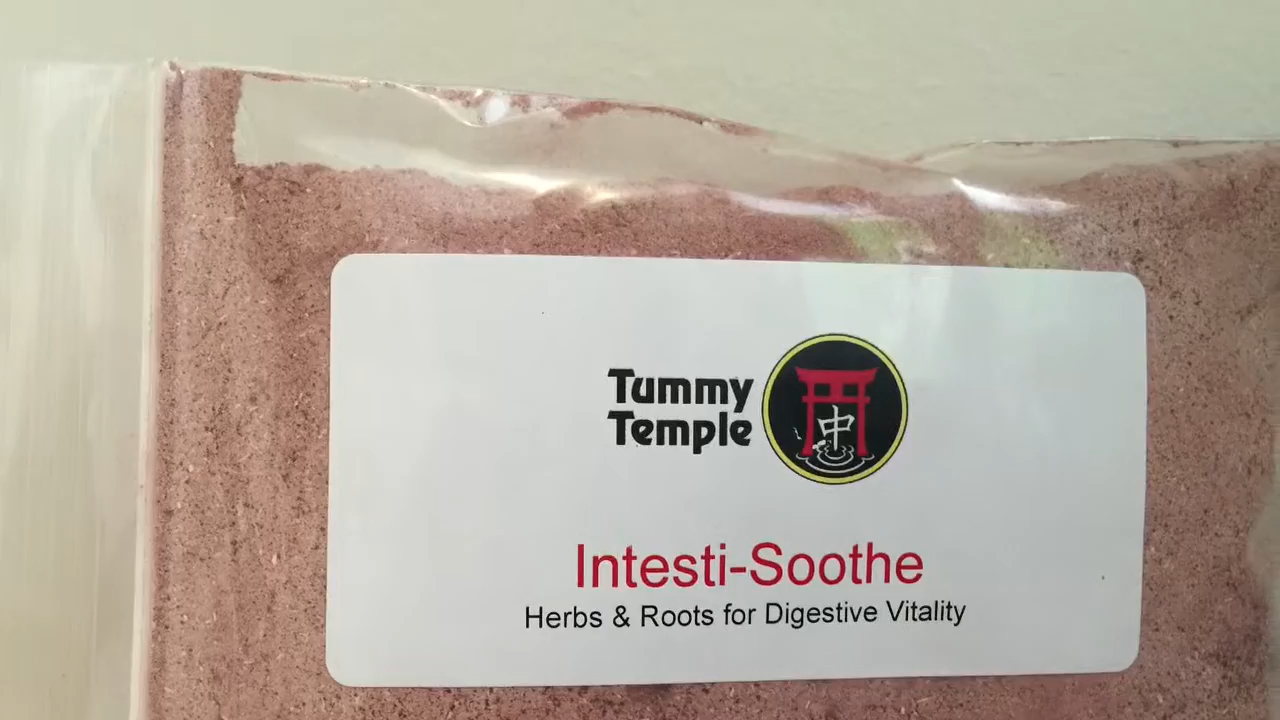 Tummy
Temple
中
Intesti-Soothe
Herbs & Roots for Digestive Vitality